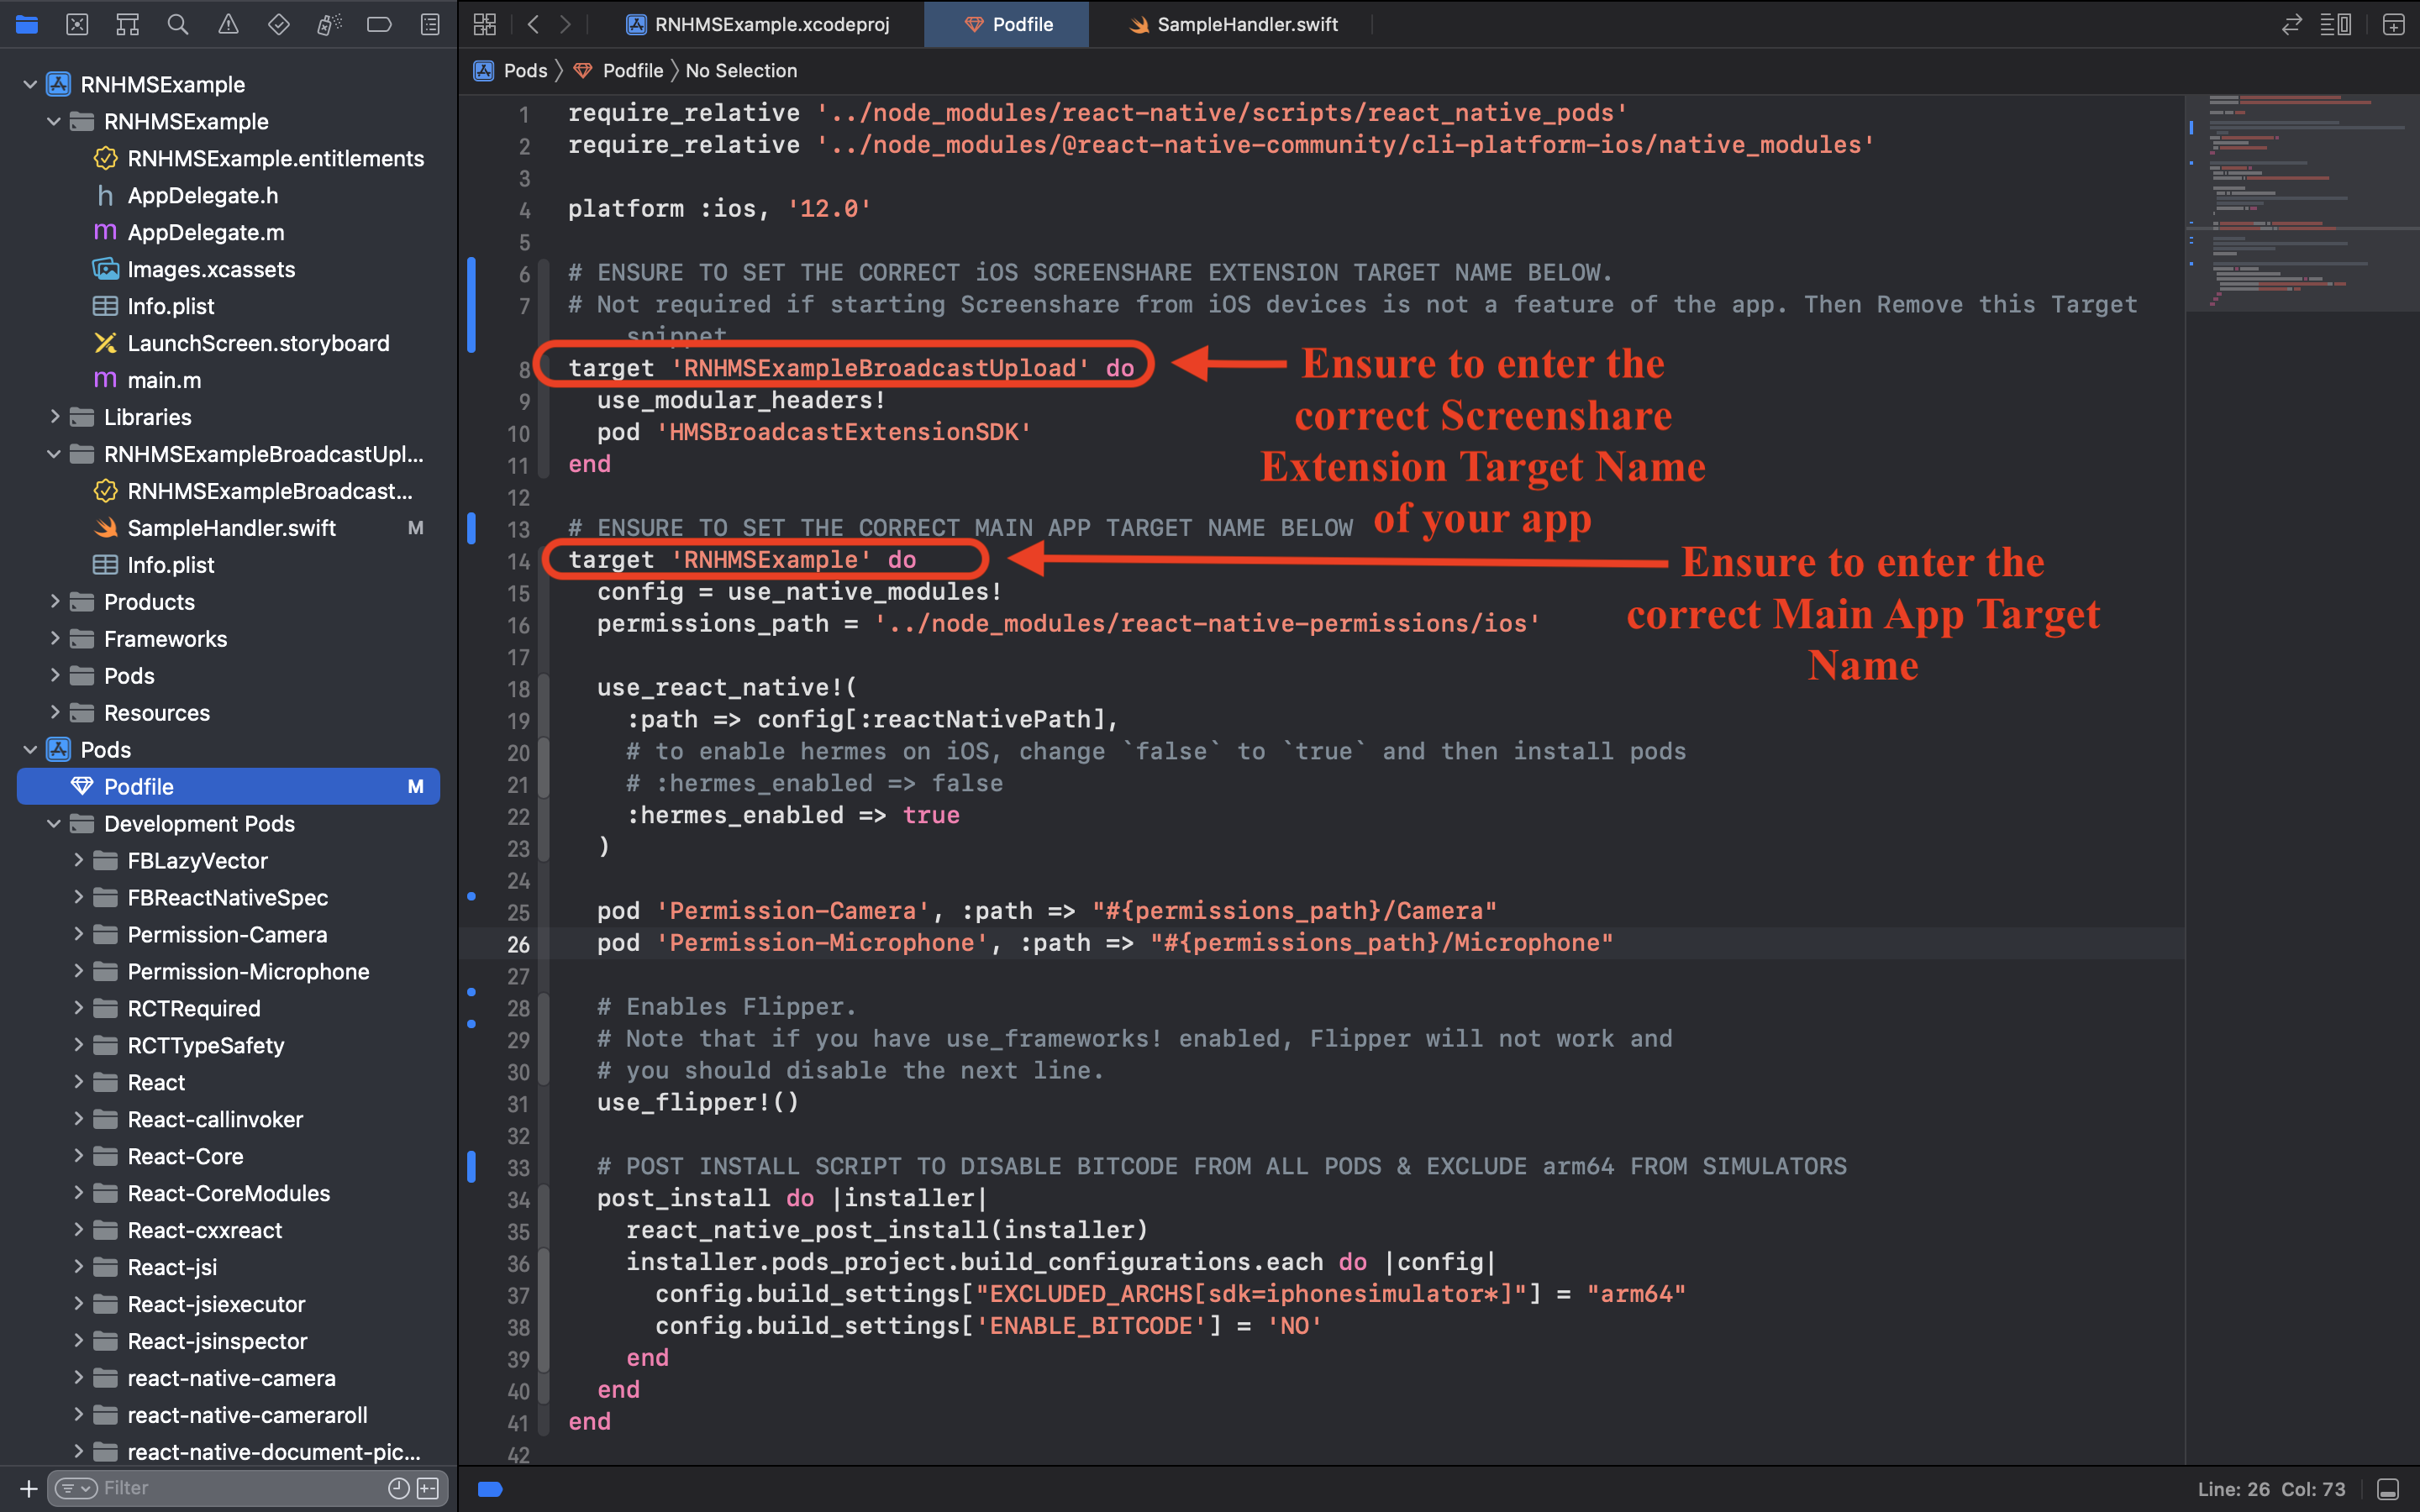 RNHMSExample.xcodeproj
Podfile
SampleHandler.swift
Pods
Podfile
No Selection
RNHMSExample
RNHMSExample
RNHMSExample.entitlements
h AppDelegate.h
m AppDelegate.m
Images.xcassets
Info.plist
LaunchScreen.storyboard
m main.m
Libraries
RNHMSExampleBroadcastUpl...
RNHMSExampleBroadcast...
SampleHandler.swift M
Info.plist
Products
Frameworks
Pods
Resources
Pods
Podfile M
Development Pods
FBLazyVector
FBReactNativeSpec
Permission-Camera
Permission-Microphone
RCTRequired
RCTTypeSafety
React
React-callinvoker
React-Core
React-CoreModules
React-cxxreact
React-jsi
React-jsiexecutor
React-jsinspector
react-native-camera
react-native-cameraroll
react-native-document-pic...
Filter
1 require_relative '../node_modules/react-native/scripts/react_native_pods'
2 require_relative '../node_modules/@react-native-community/cli-platform-ios/native_modules'
3
4 platform :ios, '12.0'
5
6 # ENSURE TO SET THE CORRECT iOS SCREENSHARE EXTENSION TARGET NAME BELOW.
7 # Not required if starting Screenshare from iOS devices is not a feature of the app. Then Remove this Target
snippet
8 target 'RNHMSExampleBroadcastUpload' do
9 use_modular_headers!
10 pod 'HMSBroadcastExtensionSDK'
11 end
12
13 # ENSURE TO SET THE CORRECT MAIN APP TARGET NAME BELOW
14 target 'RNHMSExample' do
15 config = use_native_modules!
16 permissions_path = '../node_modules/react-native-permissions/ios'
17
18 use_react_native!(
19 :path => config[:reactNativePath],
20 # to enable hermes on iOS, change `false` to `true` and then install pods
21 # :hermes_enabled => false
22 :hermes_enabled => true
23 )
24
25 pod 'Permission-Camera', :path => "#{permissions_path}/Camera"
26 pod 'Permission-Microphone', :path => "#{permissions_path}/Microphone"
27
28 # Enables Flipper.
29 # Note that if you have use_frameworks! enabled, Flipper will not work and
30 # you should disable the next line.
31 use_flipper!()
32
33 # POST INSTALL SCRIPT TO DISABLE BITCODE FROM ALL PODS & EXCLUDE arm64 FROM SIMULATORS
34 post_install do |installer|
35 react_native_post_install(installer)
36 installer.pods_project.build_configurations.each do |config|
37 config.build_settings["EXCLUDED_ARCHS[sdk=iphonesimulator*]"] = "arm64"
38 config.build_settings['ENABLE_BITCODE'] = 'NO'
39 end
40 end
41 end
42
Ensure to enter the
correct Screenshare
Extension Target Name
of your app
Ensure to enter the
correct Main App Target
Name
Line: 26 Col: 73